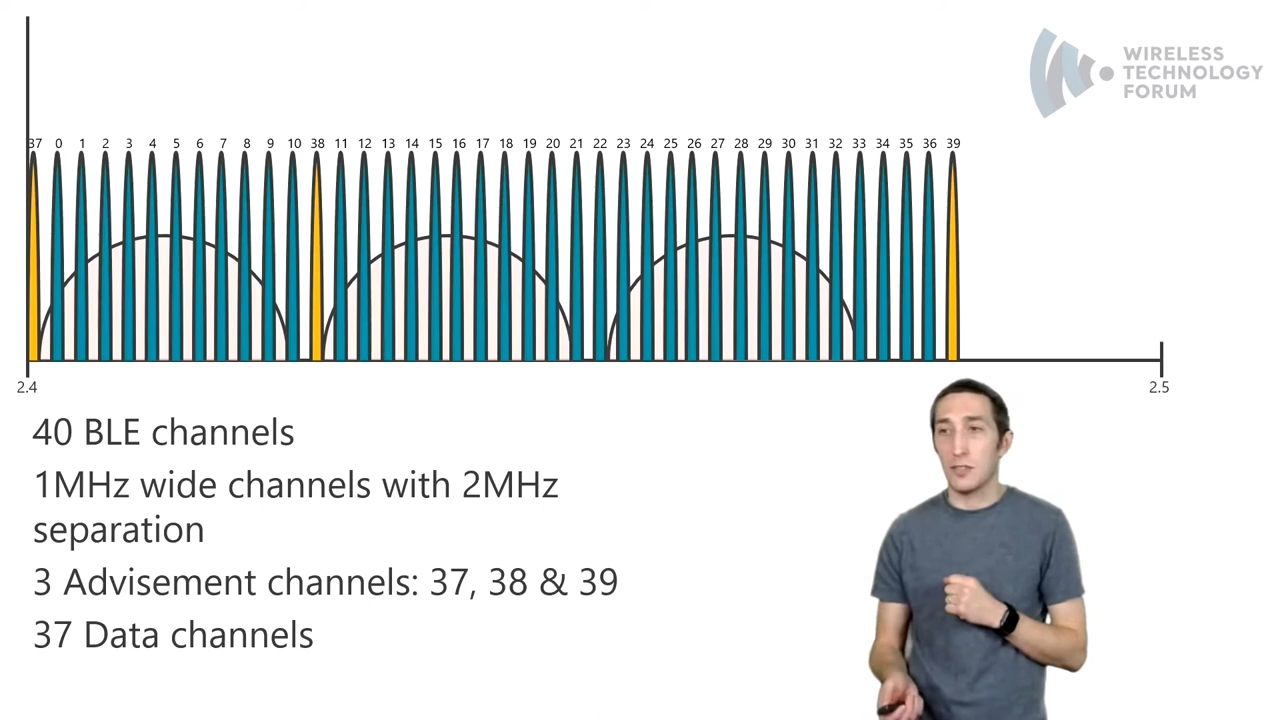 WIRELESS
TECHNOLOGY
FORUM
37 0 1 2 3 4 5 6 7 8 9 10 38 11 12 13 14 15 16 17 18 19 20 21 22 23 24 25 26 27 28 29 30 31 32 33 34 35 36 39
2.4 2.5
40 BLE channels
1MHz wide channels with 2MHz
separation
3 Advisement channels: 37, 38 & 39
37 Data channels